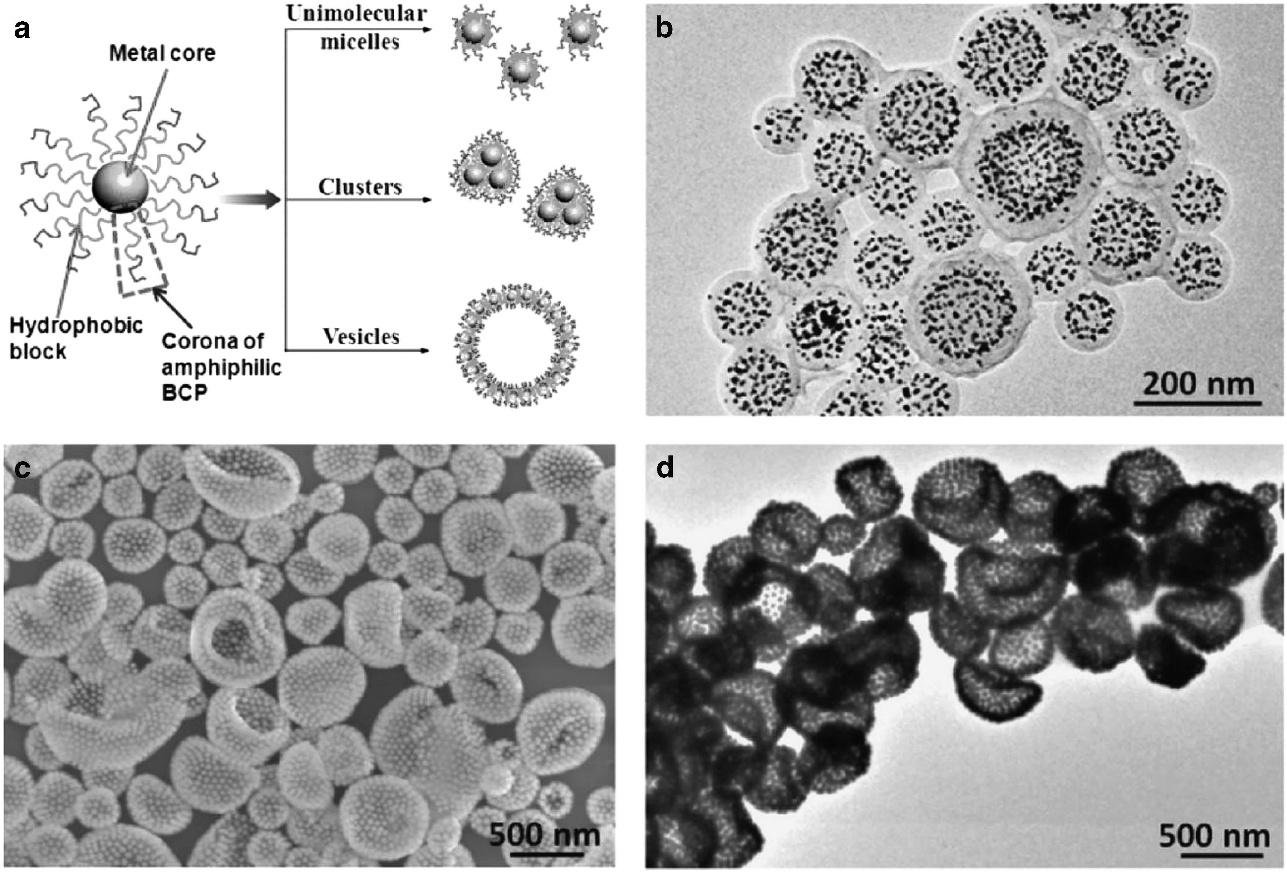 a
Unimolecular
micelles
Metal core
Clusters
Hydrophobic
block
Corona of
amphiphilic
BCP
Vesicles
b
200 nm
c
500 nm
d
500 nm